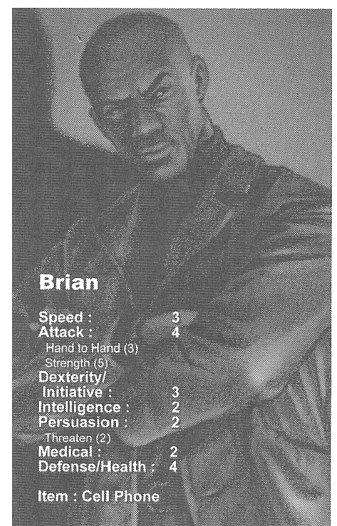 Brian
Speed : 3
Attack : 4
Hand to Hand (3)
Strength (5)
Dexterity/
Initiative : 3
Intelligence : 2
Persuasion : 2
Threaten (2)
Medical : 2
Defense/Health : 4
Item : Cell Phone